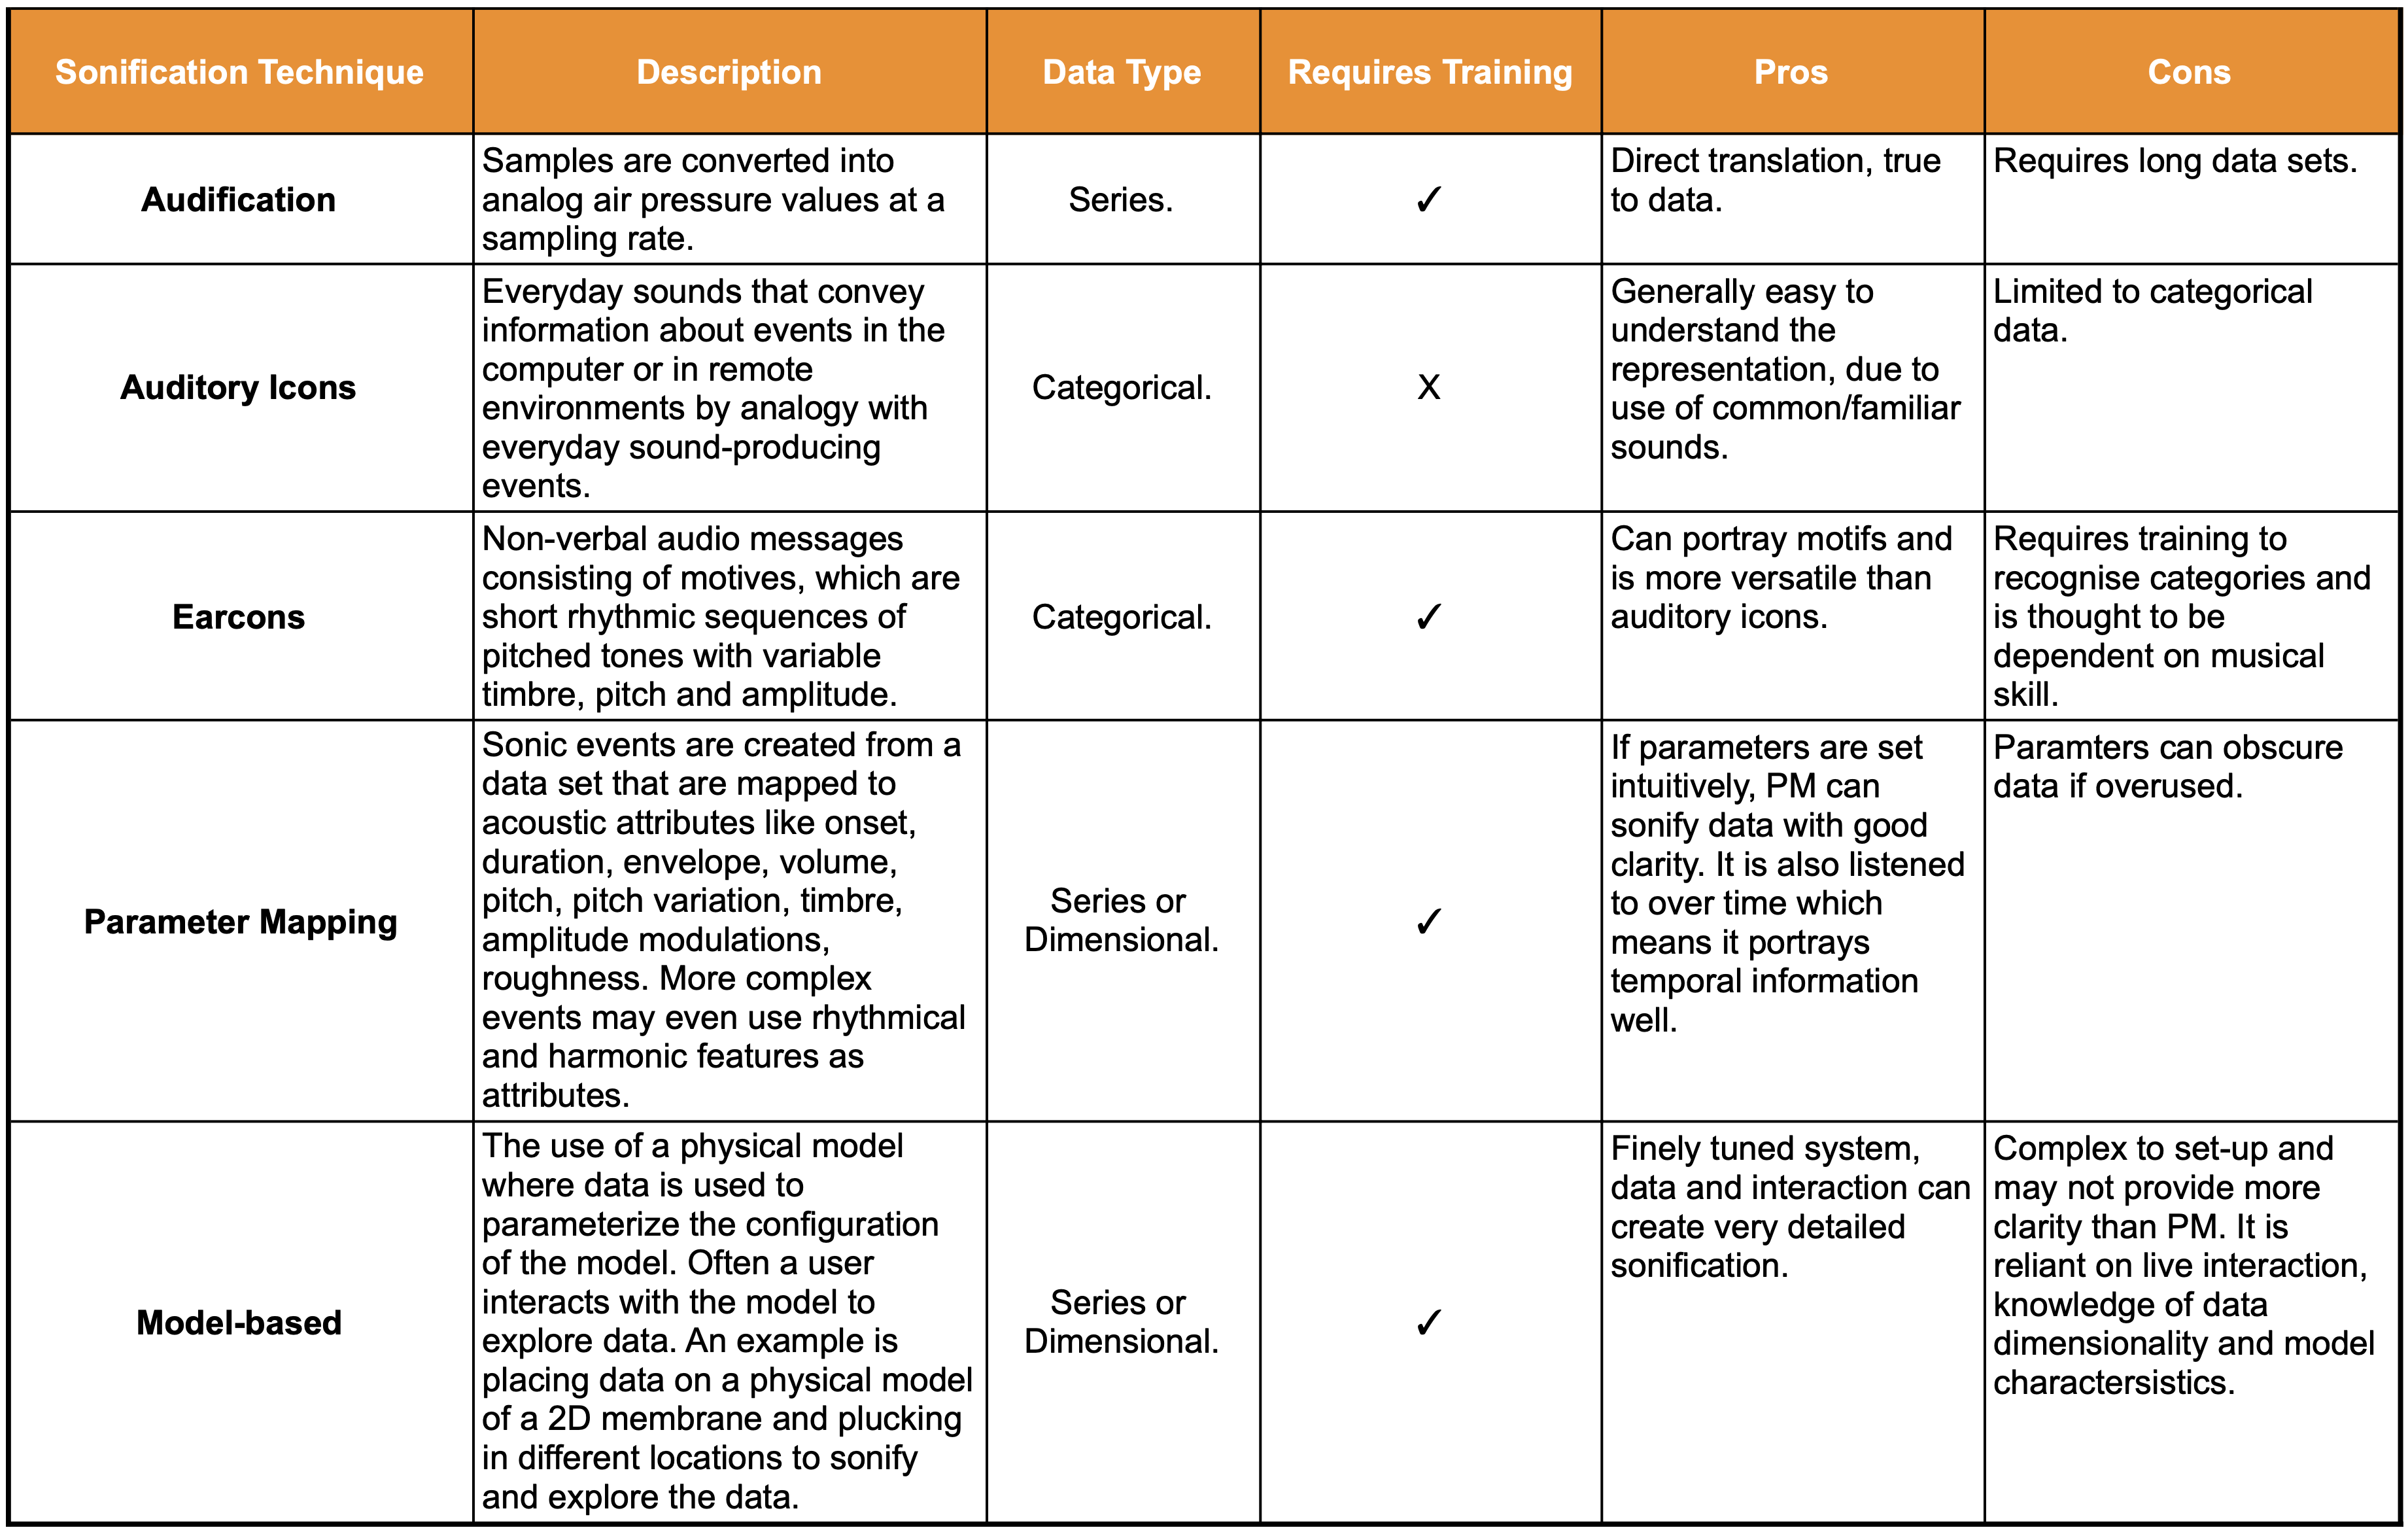 Sonification Technique
Description
Data Type
Requires Training
Pros
Cons
Audification
Samples are converted into
analog air pressure values at a
sampling rate.
Series.
✓
Direct translation, true
to data.
Requires long data sets.
Auditory Icons
Everyday sounds that convey
information about events in the
computer or in remote
environments by analogy with
everyday sound-producing
events.
Categorical.
X
Generally easy to
understand the
representation, due to
use of common/familiar
sounds.
Limited to categorical
data.
Earcons
Non-verbal audio messages
consisting of motives, which are
short rhythmic sequences of
pitched tones with variable
timbre, pitch and amplitude.
Categorical.
✓
Can portray motifs and
is more versatile than
auditory icons.
Requires training to
recognise categories and
is thought to be
dependent on musical
skill.
Parameter Mapping
Sonic events are created from a
data set that are mapped to
acoustic attributes like onset,
duration, envelope, volume,
pitch, pitch variation, timbre,
amplitude modulations,
roughness. More complex
events may even use rhythmical
and harmonic features as
attributes.
Series or
Dimensional.
✓
If parameters are set
intuitively, PM can
sonify data with good
clarity. It is also listened
to over time which
means it portrays
temporal information
well.
Paramters can obscure
data if overused.
Model-based
The use of a physical model
where data is used to
parameterize the configuration
of the model. Often a user
interacts with the model to
explore data. An example is
placing data on a physical model
of a 2D membrane and plucking
in different locations to sonify
and explore the data.
Series or
Dimensional.
✓
Finely tuned system,
data and interaction can
create very detailed
sonification.
Complex to set-up and
may not provide more
clarity than PM. It is
reliant on live interaction,
knowledge of data
dimensionality and model
charactersistics.